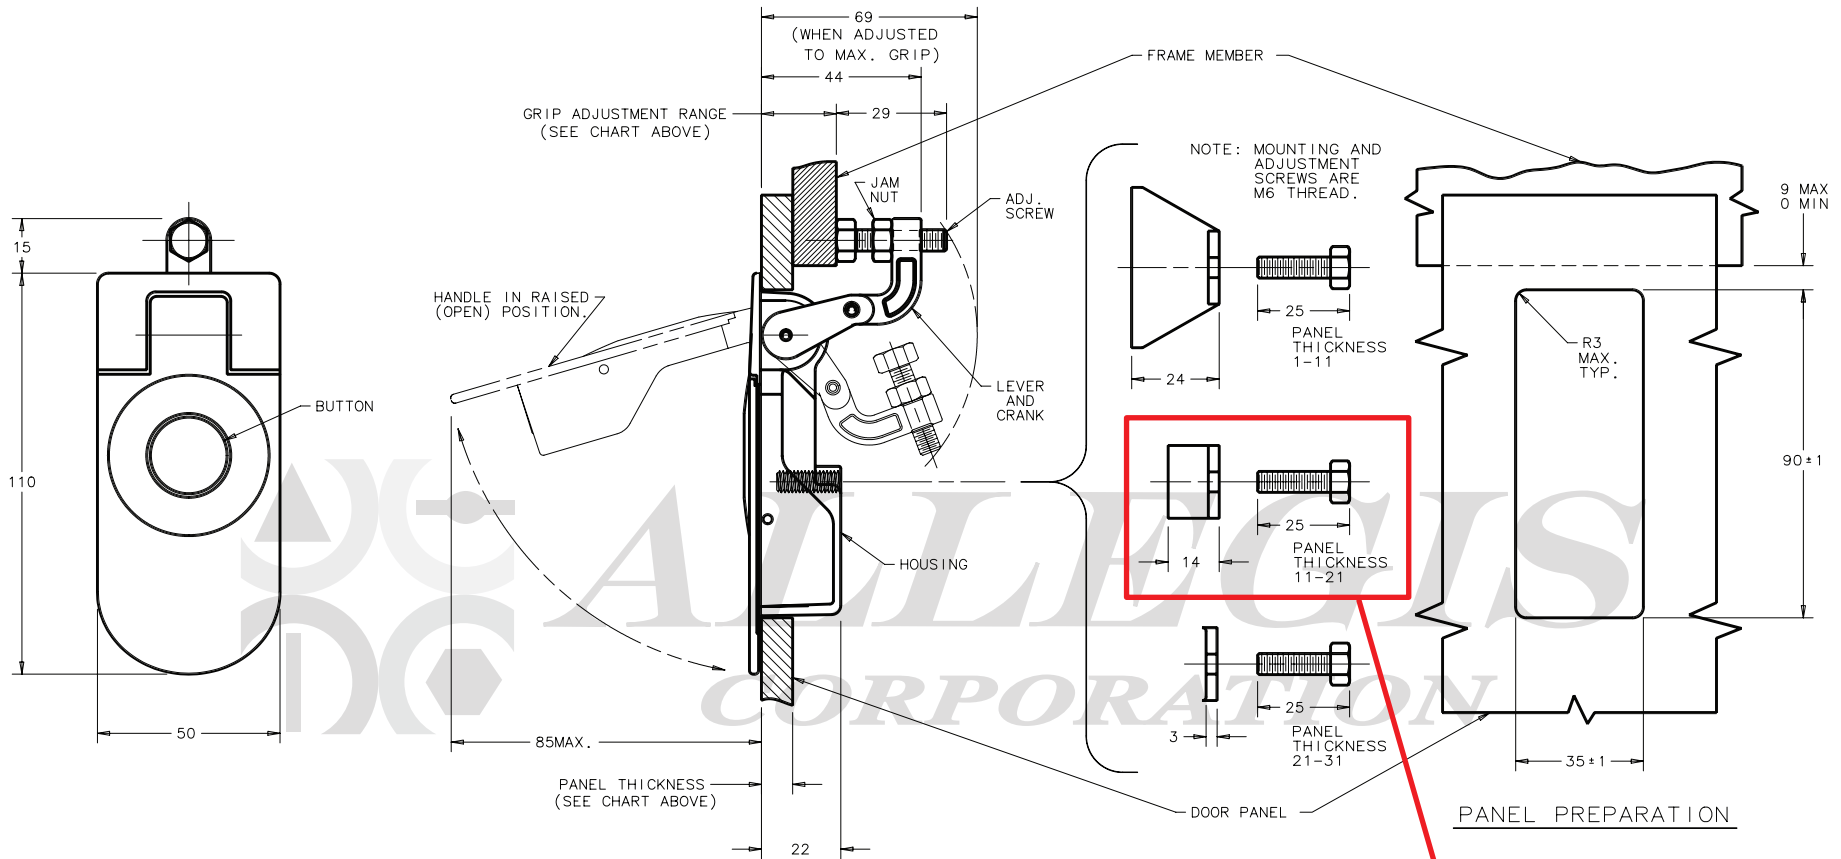 69
(WHEN ADJUSTED
TO MAX. GRIP)
44
GRIP ADJUSTMENT RANGE
(SEE CHART ABOVE)
29
FRAME MEMBER
JAM
NUT
ADJ.
SCREW
NOTE: MOUNTING AND
ADJUSTMENT
SCREWS ARE
M6 THREAD.
9 MAX
0 MIN
15
HANDLE IN RAISED
(OPEN) POSITION.
25
PANEL
THICKNESS
1-11
24
R3
MAX.
TYP.
LEVER
AND
CRANK
BUTTON
110
90±1
25
PANEL
THICKNESS
11-21
14
HOUSING
ALLEGIS
CORPORATION
25
PANEL
THICKNESS
21-31
3
50
85MAX.
35±1
PANEL THICKNESS
(SEE CHART ABOVE)
DOOR PANEL
PANEL PREPARATION
22